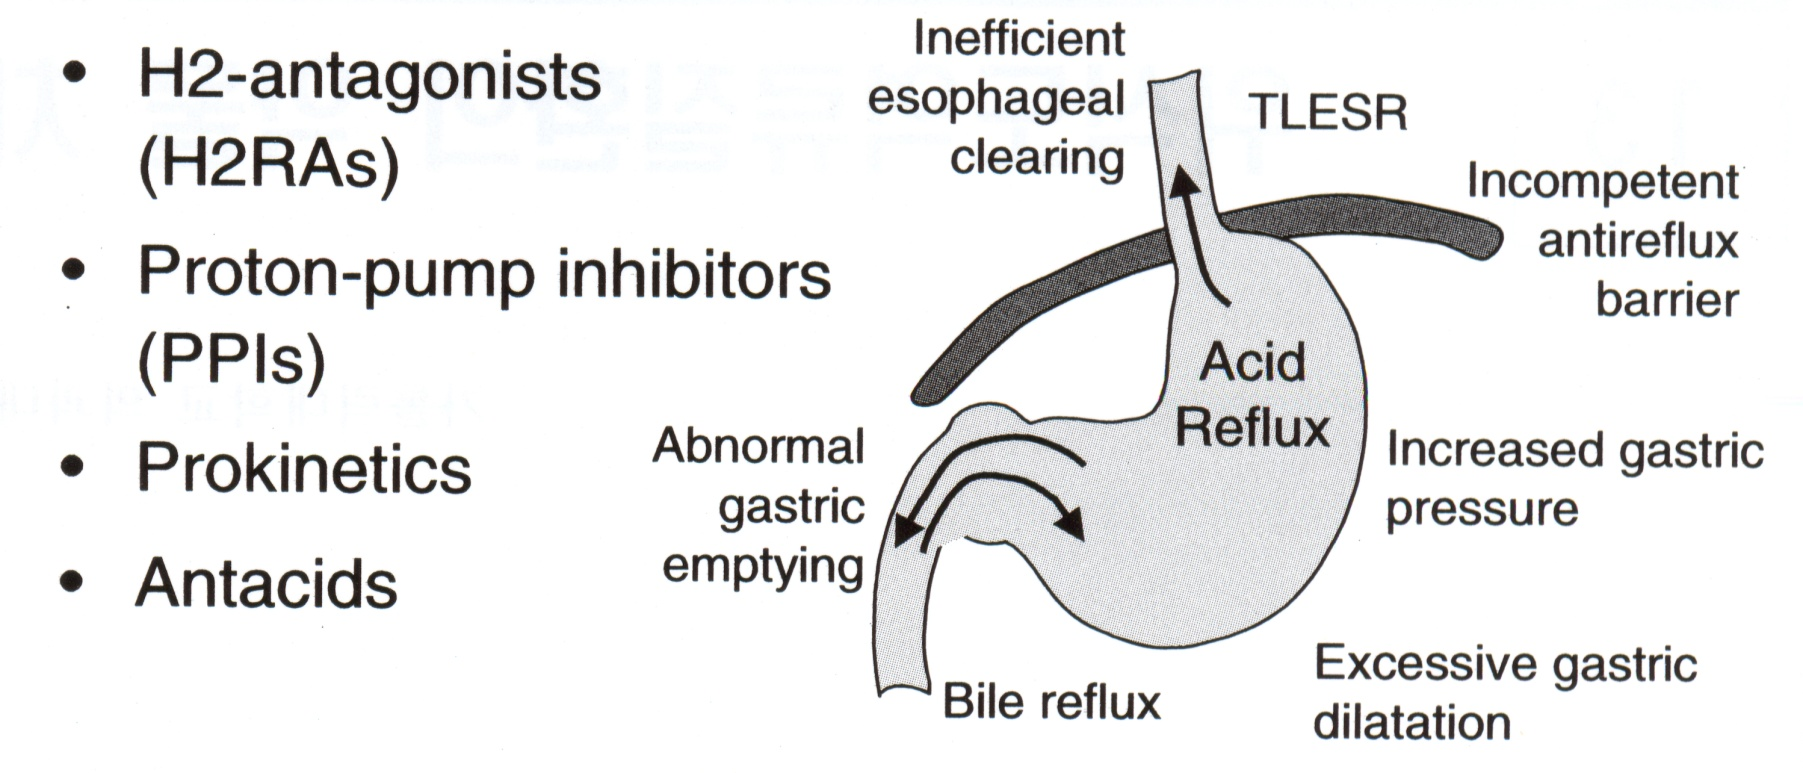 • H2-antagonists
(H2RAs)
• Proton-pump inhibitors
(PPIs)
• Prokinetics
• Antacids
Inefficient
esophageal
clearing
TLESR
Incompetent
antireflux
barrier
Acid
Reflux
Abnormal
gastric
emptying
Increased gastric
pressure
Bile reflux
Excessive gastric
dilatation